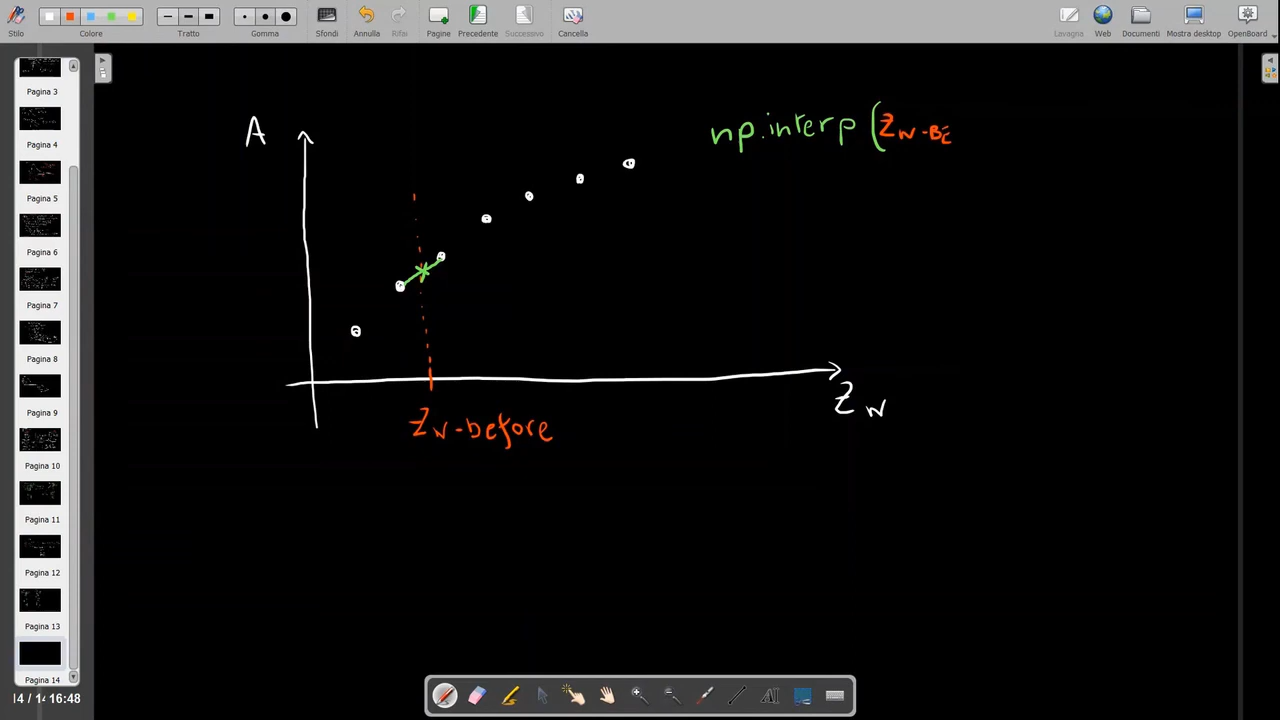 Stilo
Colore
Tratto
Gomma
Sfondi
Annulla
Rifai
Pagine
Precedente
Successivo
Cancella
Lavagna
Web
Documenti
Mostra desktop
OpenBoard
Pagina 3
Pagina 4
Pagina 5
Pagina 6
Pagina 7
Pagina 8
Pagina 9
Pagina 10
Pagina 11
Pagina 12
Pagina 13
Pagina 14
16:48
A
np.interp (Zw-BE
Zw-before
Zw
AI